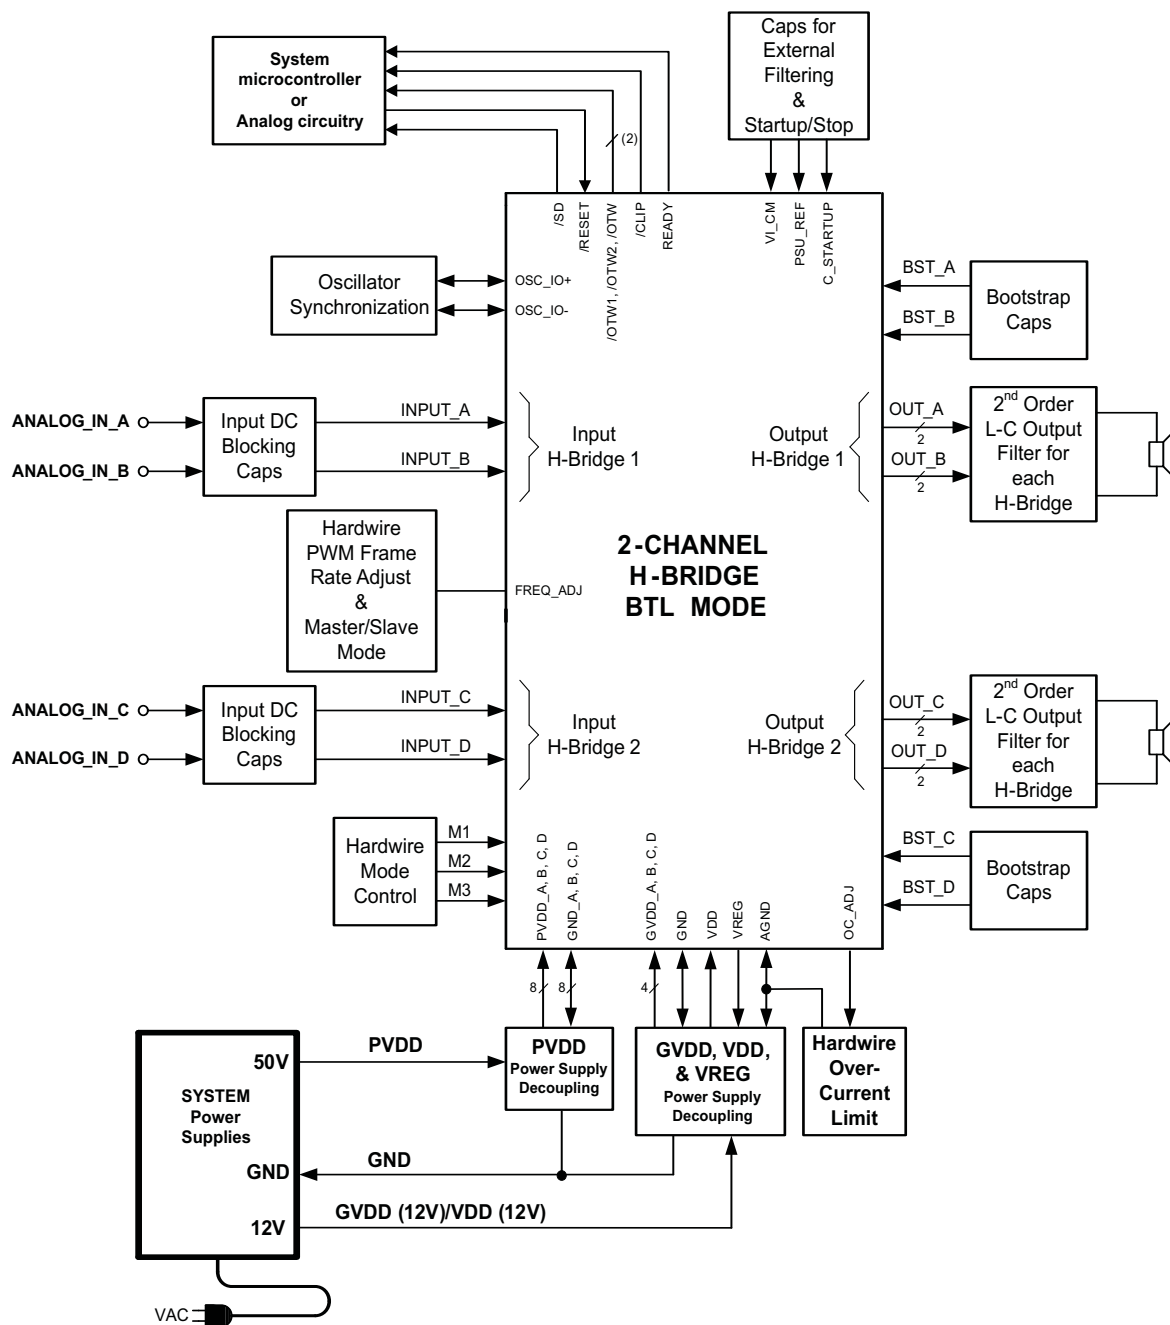 System
microcontroller
or
Analog circuitry
Caps for
External
Filtering
&
Startup/Stop
(2)
/SD
/RESET
/OTW1, /OTW2, /OTW
/CLIP
READY
VI_CM
PSU_REF
C_STARTUP
Oscillator
Synchronization
OSC_IO+
OSC_IO-
BST_A
BST_B
Bootstrap
Caps
ANALOG_IN_A
ANALOG_IN_B
Input DC
Blocking
Caps
INPUT_A
INPUT_B
Input
H-Bridge 1
Output
H-Bridge 1
OUT_A
2
OUT_B
2
2nd Order
L-C Output
Filter for
each
H-Bridge
Hardwire
PWM Frame
Rate Adjust
&
Master/Slave
Mode
FREQ_ADJ
2-CHANNEL
H-BRIDGE
BTL MODE
ANALOG_IN_C
ANALOG_IN_D
Input DC
Blocking
Caps
INPUT_C
INPUT_D
Input
H-Bridge 2
Output
H-Bridge 2
OUT_C
2
OUT_D
2
2nd Order
L-C Output
Filter for
each
H-Bridge
Hardwire
Mode
Control
M1
M2
M3
PVDD_A, B, C, D
GND_A, B, C, D
GVDD_A, B, C, D
GND
VDD
VREG
AGND
OC_ADJ
BST_C
BST_D
Bootstrap
Caps
8
8
4
50V
PVDD
SYSTEM
Power
Supplies
PVDD
Power Supply
Decoupling
GVDD, VDD,
& VREG
Power Supply
Decoupling
Hardwire
Over-
Current
Limit
GND
GND
12V
GVDD (12V)/VDD (12V)
VAC